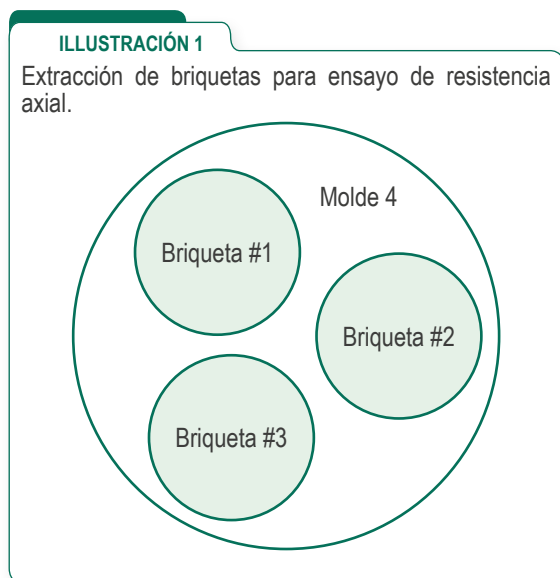 ILLUSTRACIÓN 1
Extracción de briquetas para ensayo de resistencia
axial.
Molde 4
Briqueta #1
Briqueta #2
Briqueta #3